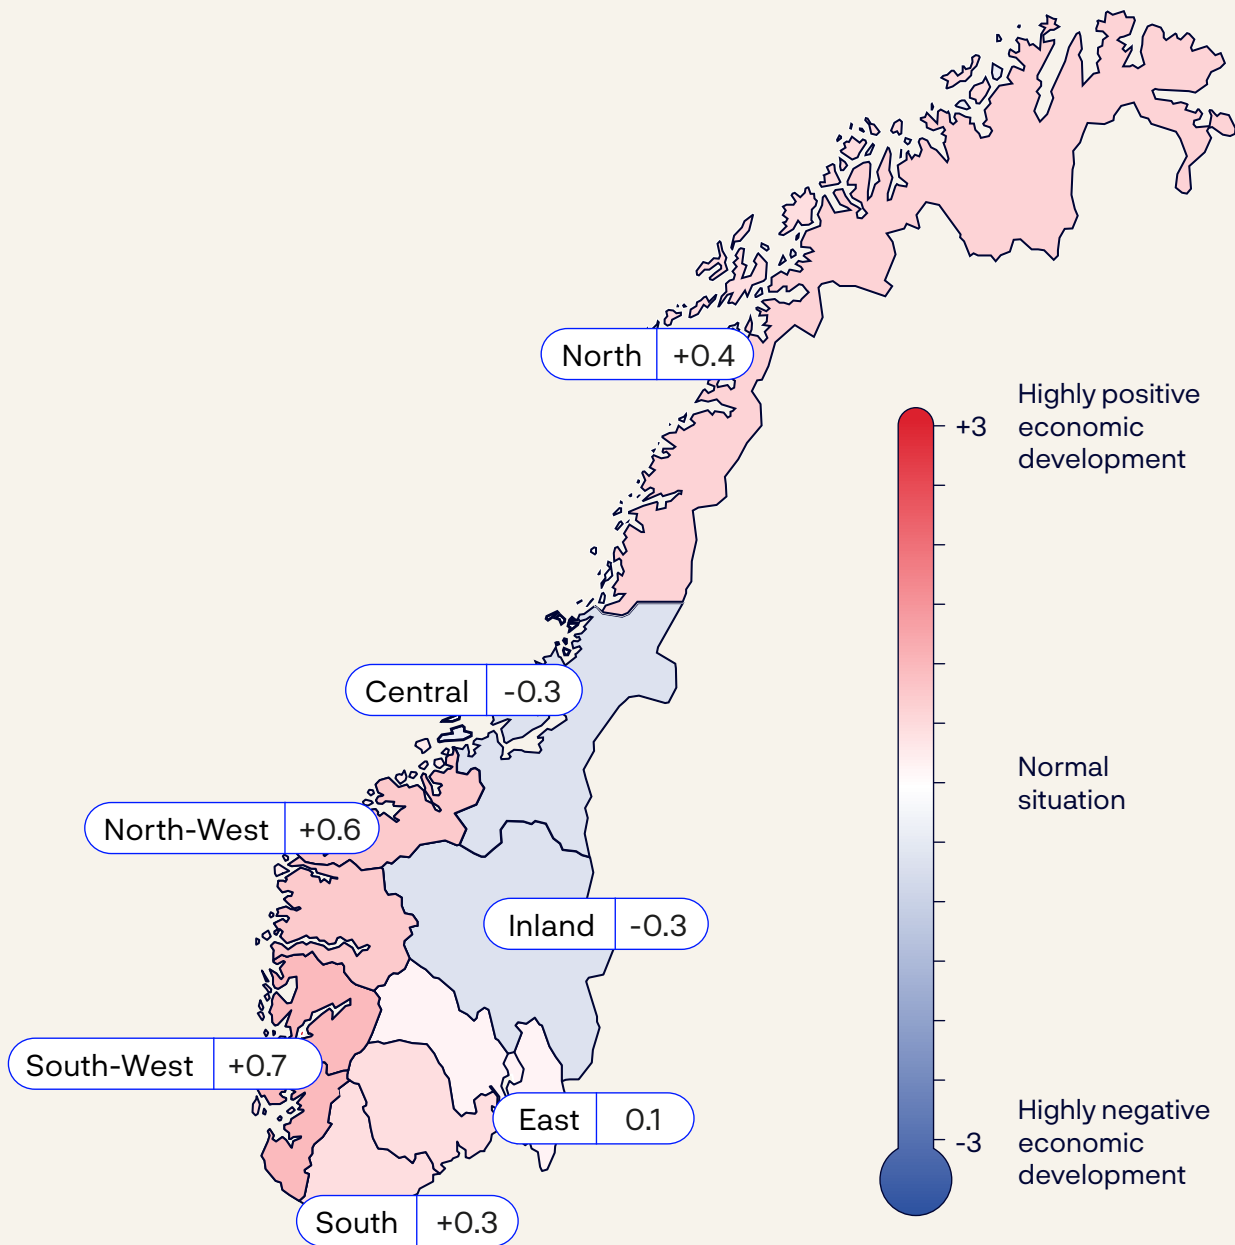 North +0.4
Highly positive
economic
development
+3
Central -0.3
Normal
situation
North-West +0.6
Inland -0.3
South-West +0.7
East 0.1
Highly negative
economic
development
-3
South +0.3